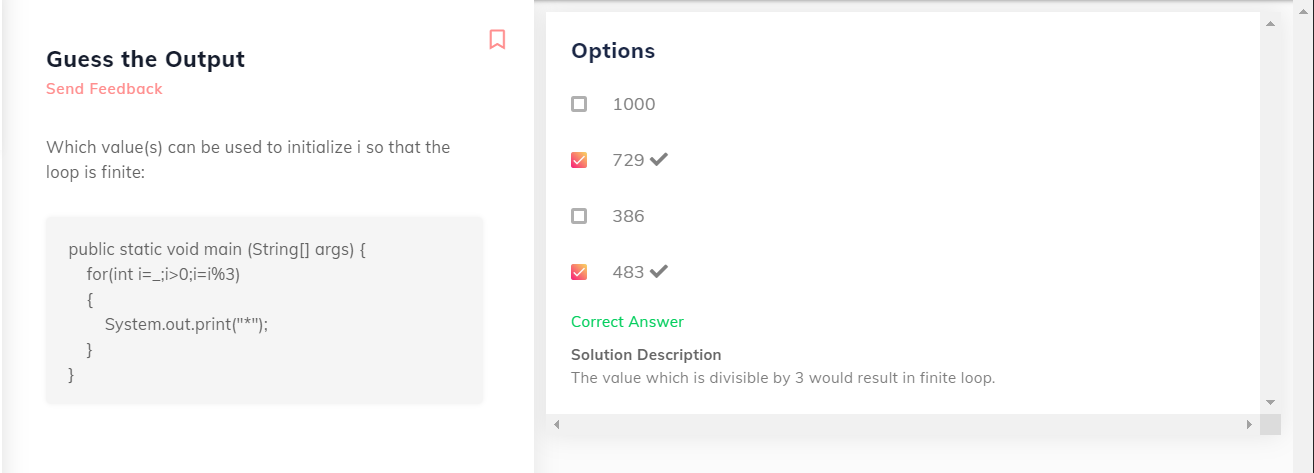 Guess the Output
Send Feedback
Which value(s) can be used to initialize i so that the
loop is finite:
public static void main (String[] args) {
for(int i=_;i>0;i=i%3)
{
System.out.print("*");
}
}
Options
1000
729
386
483
Correct Answer
Solution Description
The value which is divisible by 3 would result in finite loop.